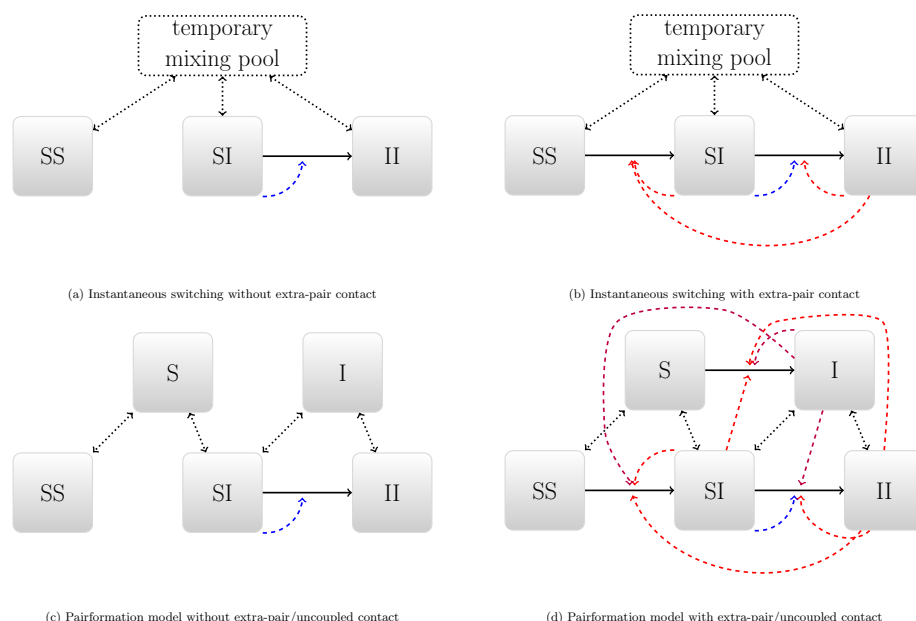 temporary
mixing pool
SS
SI
II
(a) Instantaneous switching without extra-pair contact
temporary
mixing pool
SS
SI
II
(b) Instantaneous switching with extra-pair contact
S
I
SS
SI
II
(c) Pairformation model without extra-pair/uncoupled contact
S
I
SS
SI
II
(d) Pairformation model with extra-pair/uncoupled contact